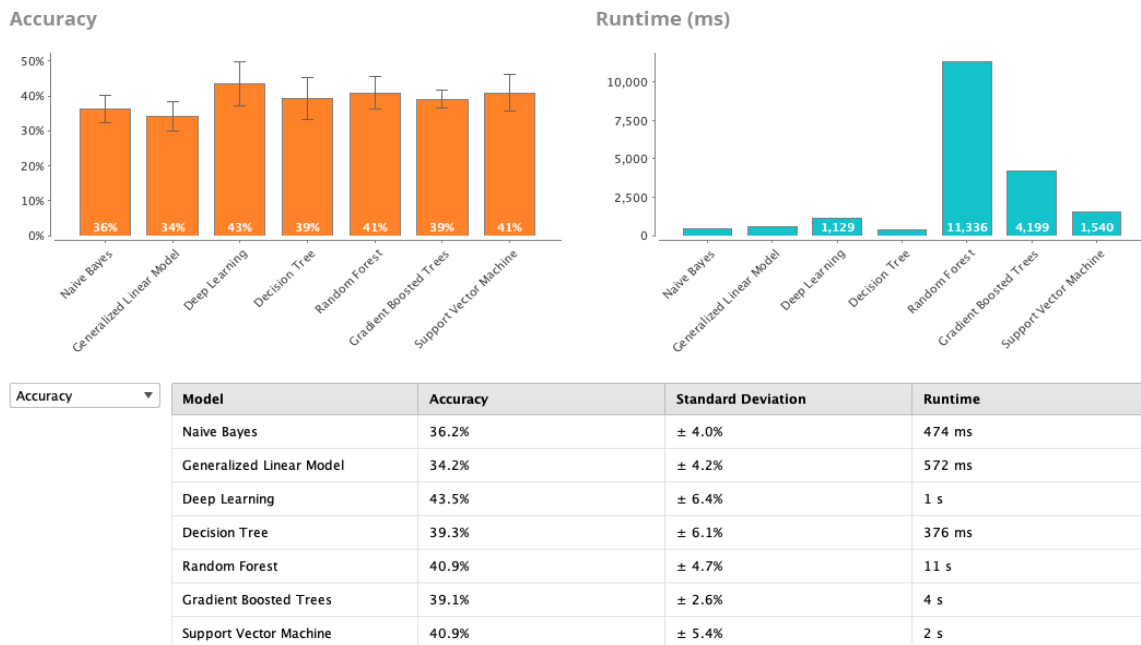 Accuracy
Runtime (ms)
50%
40%
30%
20%
10%
0%
36%
34%
43%
39%
41%
39%
41%
Naive Bayes
Generalized Linear Model
Deep Learning
Decision Tree
Random Forest
Gradient Boosted Trees
Support Vector Machine
10,000
7,500
5,000
2,500
0
1,129
11,336
4,199
1,540
Naive Bayes
Generalized Linear Model
Deep Learning
Decision Tree
Random Forest
Gradient Boosted Trees
Support Vector Machine
Accuracy
Model Accuracy Standard Deviation Runtime
Naive Bayes 36.2% ± 4.0% 474 ms
Generalized Linear Model 34.2% ± 4.2% 572 ms
Deep Learning 43.5% ± 6.4% 1 s
Decision Tree 39.3% ± 6.1% 376 ms
Random Forest 40.9% ± 4.7% 11 s
Gradient Boosted Trees 39.1% ± 2.6% 4 s
Support Vector Machine 40.9% ± 5.4% 2 s